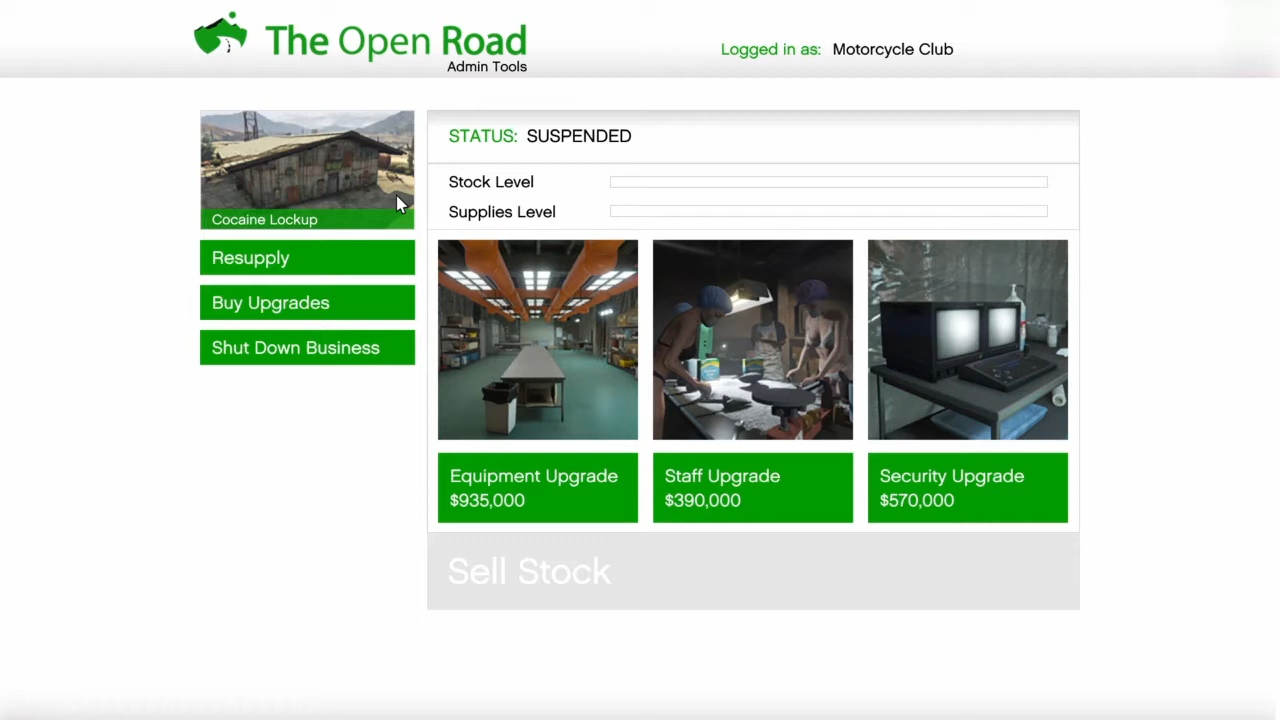 The Open Road
Admin Tools
Logged in as: Motorcycle Club
Cocaine Lockup
Resupply
Buy Upgrades
Shut Down Business
STATUS: SUSPENDED
Stock Level
Supplies Level
Equipment Upgrade
$935,000
Staff Upgrade
$390,000
Security Upgrade
$570,000
Sell Stock